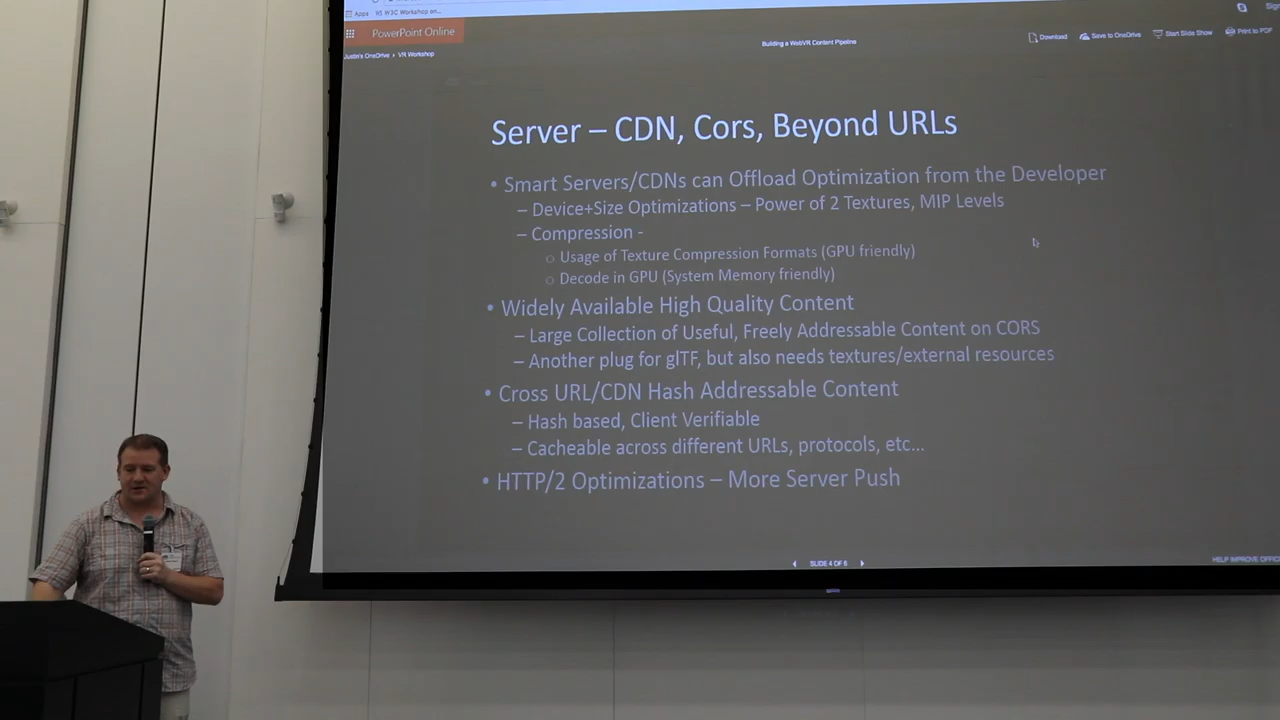 Apps
W3C Workshop on...
PowerPoint Online
Justin's OneDrive › VR Workshop
Building a WebVR Content Pipeline
Download
Save to OneDrive
Start Slide Show
Print to PDF
Server – CDN, Cors, Beyond URLs
• Smart Servers/CDNs can Offload Optimization from the Developer
– Device+Size Optimizations – Power of 2 Textures, MIP Levels
– Compression -
○ Usage of Texture Compression Formats (GPU friendly)
○ Decode in GPU (System Memory friendly)
• Widely Available High Quality Content
– Large Collection of Useful, Freely Addressable Content on CORS
– Another plug for glTF, but also needs textures/external resources
• Cross URL/CDN Hash Addressable Content
– Hash based, Client Verifiable
– Cacheable across different URLs, protocols, etc...
• HTTP/2 Optimizations – More Server Push
SLIDE 4 OF 6
HELP IMPROVE OFFIC